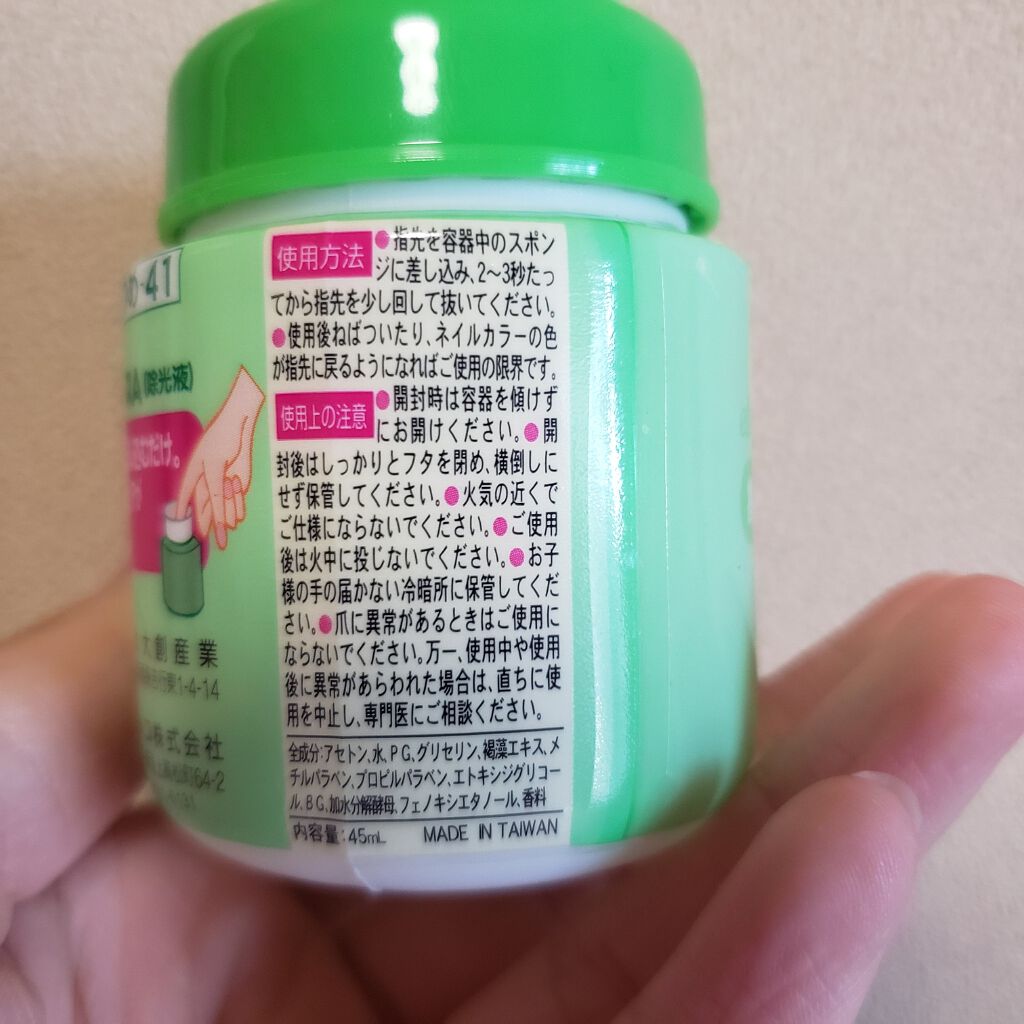 使用方法 ●指先を容器中のスポン
ジに差し込み、2〜3秒たっ
てから指先を少し回して抜いてください。
●使用後ねばついたり、ネイルカラーの色
が指先に戻るようになればご使用の限界です。
使用上の注意 ●開封時は容器を傾けず
にお開けください。●開
封後はしっかりとフタを閉め、横倒しに
せず保管してください。●火気の近くで
ご仕様にならないでください。●ご使用
後は火中に投じないでください。●お子
様の手の届かない冷暗所に保管してくだ
さい。●爪に異常があるときはご使用に
ならないでください。万一、使用中や使用
後に異常があらわれた場合は、直ちに使
用を中止し、専門医にご相談ください。
全成分:アセトン、水、PG、グリセリン、褐藻エキス、メ
チルパラベン、プロピルパラベン、エトキシジグリコー
ル、BG、加水分解酵母、フェノキシエタノール、香料
内容量:45mL MADE IN TAIWAN
41
(除光液)
むだけ。
大創産業
1-4-14
株式会社
64-2